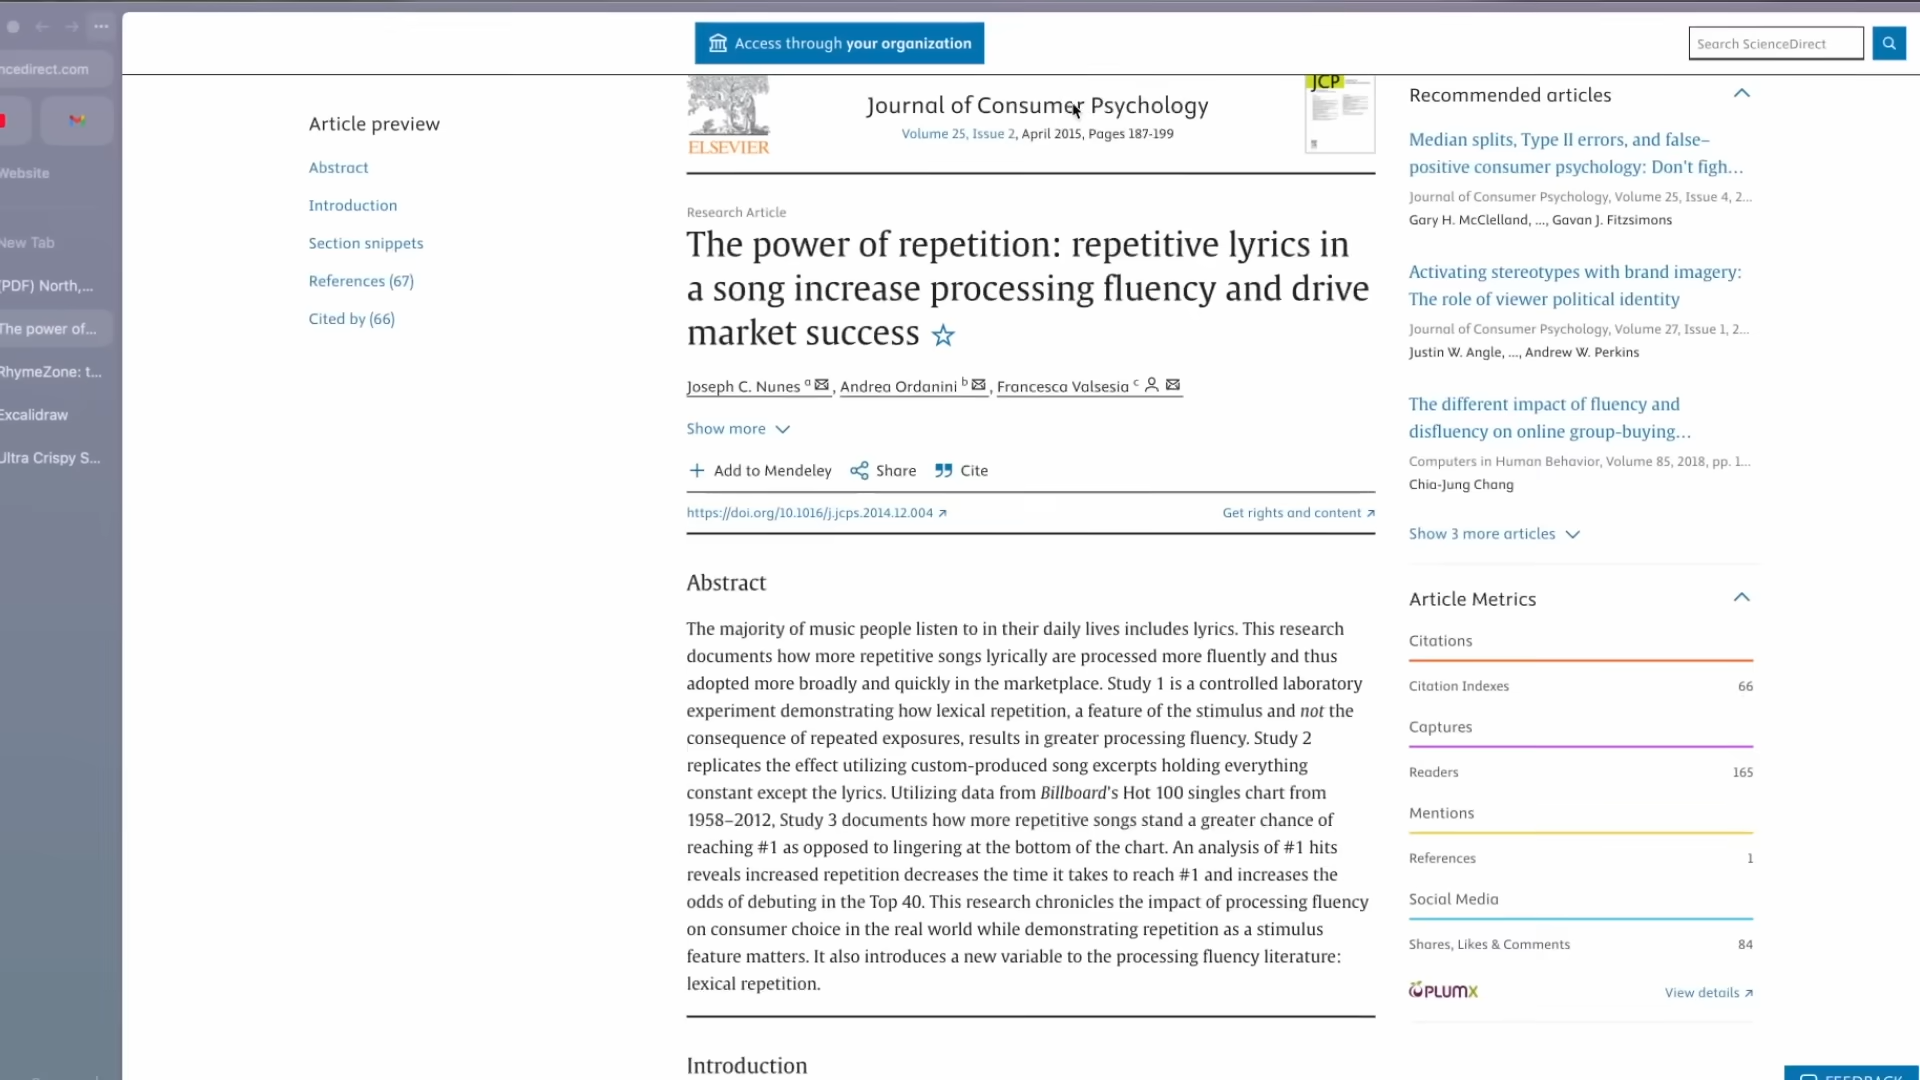 Access through your organization
Search ScienceDirect
ncedirect.com
Website
New Tab
(PDF) North,...
The power of...
RhymeZone: t...
Excalidraw
Ultra Crispy S...
Article preview
Abstract
Introduction
Section snippets
References (67)
Cited by (66)
ELSEVIER
Journal of Consumer Psychology
Volume 25, Issue 2, April 2015, Pages 187-199
JCP
Research Article
The power of repetition: repetitive lyrics in
a song increase processing fluency and drive
market success
Joseph C. Nunes a, Andrea Ordanini b, Francesca Valsesia c
Show more
Add to Mendeley Share Cite
https://doi.org/10.1016/j.jcps.2014.12.004
Get rights and content
Abstract
The majority of music people listen to in their daily lives includes lyrics. This research
documents how more repetitive songs lyrically are processed more fluently and thus
adopted more broadly and quickly in the marketplace. Study 1 is a controlled laboratory
experiment demonstrating how lexical repetition, a feature of the stimulus and not the
consequence of repeated exposures, results in greater processing fluency. Study 2
replicates the effect utilizing custom-produced song excerpts holding everything
constant except the lyrics. Utilizing data from Billboard's Hot 100 singles chart from
1958–2012, Study 3 documents how more repetitive songs stand a greater chance of
reaching #1 as opposed to lingering at the bottom of the chart. An analysis of #1 hits
reveals increased repetition decreases the time it takes to reach #1 and increases the
odds of debuting in the Top 40. This research chronicles the impact of processing fluency
on consumer choice in the real world while demonstrating repetition as a stimulus
feature matters. It also introduces a new variable to the processing fluency literature:
lexical repetition.
Introduction
Recommended articles
Median splits, Type II errors, and false–
positive consumer psychology: Don't figh...
Journal of Consumer Psychology, Volume 25, Issue 4, 2...
Gary H. McClelland, ..., Gavan J. Fitzsimons
Activating stereotypes with brand imagery:
The role of viewer political identity
Journal of Consumer Psychology, Volume 27, Issue 1, 2...
Justin W. Angle, ..., Andrew W. Perkins
The different impact of fluency and
disfluency on online group-buying...
Computers in Human Behavior, Volume 85, 2018, pp. 1...
Chia-Jung Chang
Show 3 more articles
Article Metrics
Citations
Citation Indexes 66
Captures
Readers 165
Mentions
References 1
Social Media
Shares, Likes & Comments 84
PLUMX
View details
FEEDBACK